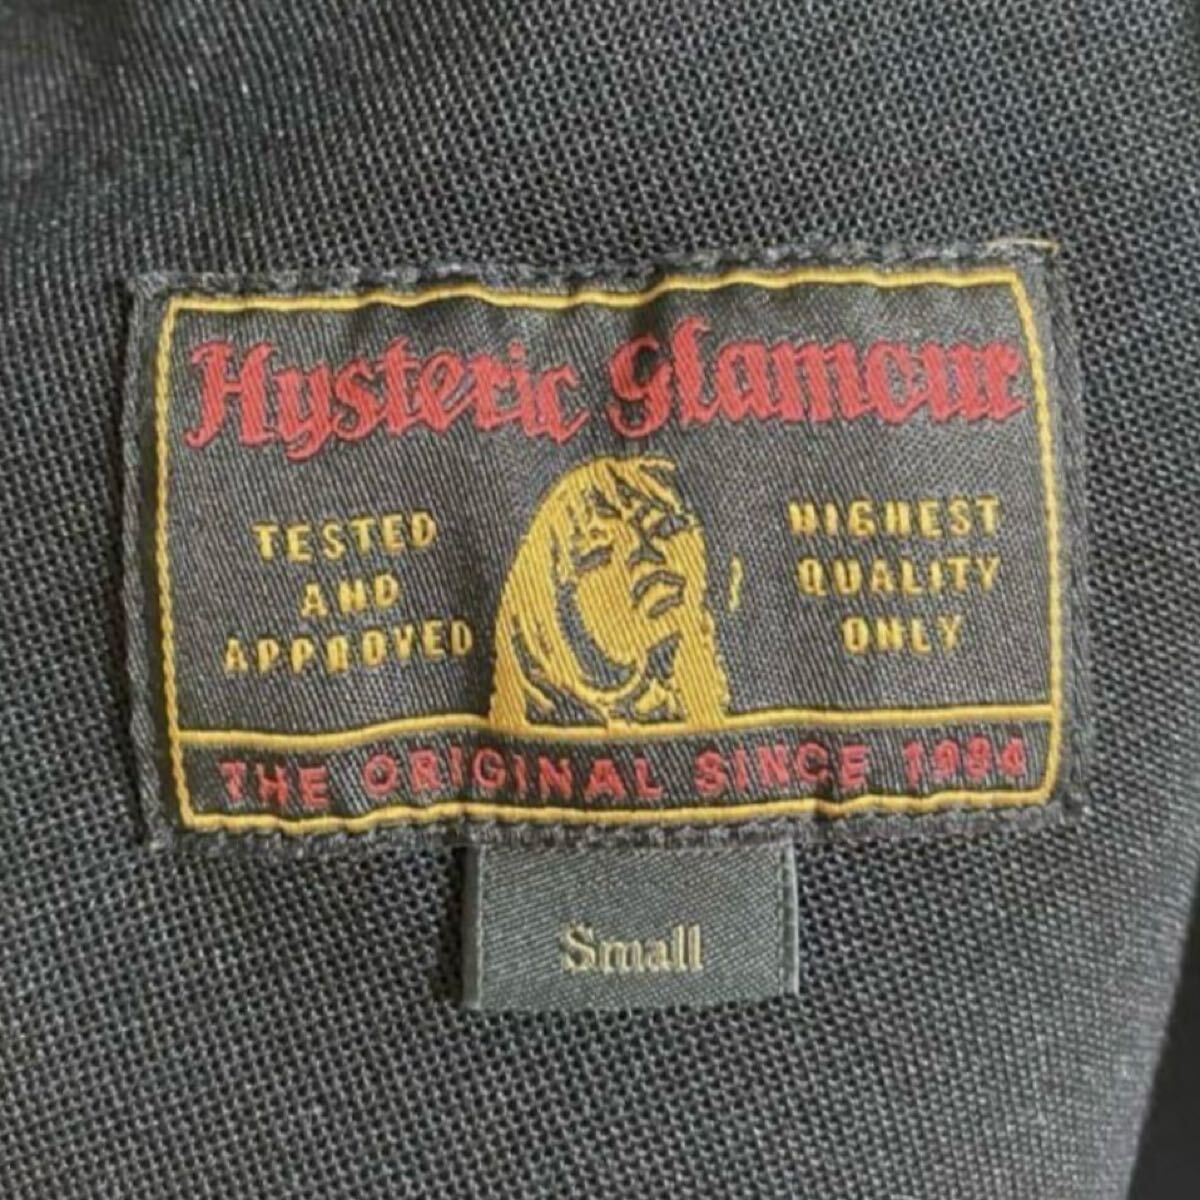 Hysteric Glamour
TESTED
AND
APPROVED
HIGHEST
QUALITY
ONLY
THE ORIGINAL SINCE 1984
Small